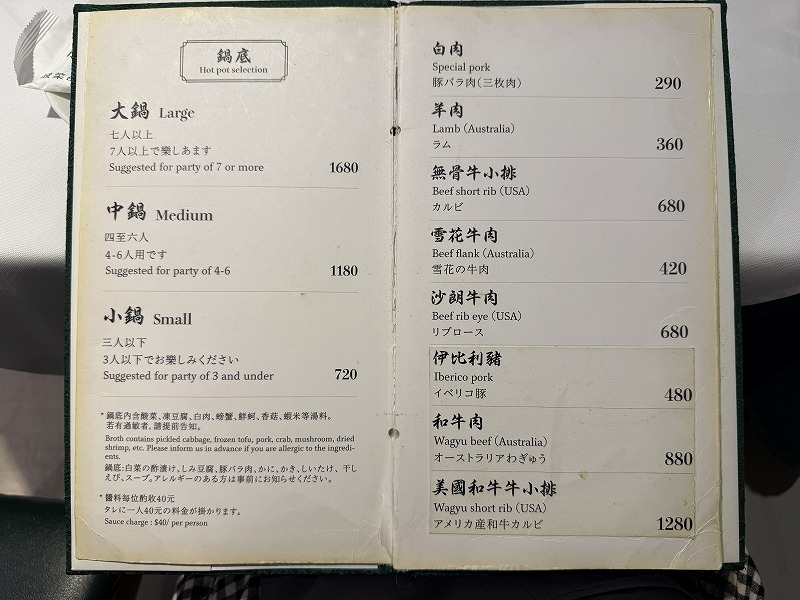 鍋底
Hot pot selection
大鍋 Large
七人以上
7人以上で樂しあます
Suggested for party of 7 or more 1680
中鍋 Medium
四至六人
4-6人用です
Suggested for party of 4-6 1180
小鍋 Small
三人以下
3人以下でお樂しみください
Suggested for party of 3 and under 720
*鍋底內含酸菜、凍豆腐、白肉、螃蟹、鮮蚵、香菇、蝦米等湯料。
若有過敏者,請提前告知。
Broth contains pickled cabbage, frozen tofu, pork, crab, mushroom, dried
shrimp, etc. Please inform us in advance if you are allergic to the ingredi-
ents.
鍋底:白菜の酢漬け、しみ豆腐、豚バラ肉、かに、かき、しいたけ、干し
えび、スープ。アレルギーのある方は事前にお知らせください。
*醬料每位酌收40元
タレに一人40元の料金が掛かります。
Sauce charge : $40/ per person
白肉
Special pork
豚バラ肉(三枚肉) 290
羊肉
Lamb (Australia)
ラム 360
無骨牛小排
Beef short rib (USA)
カルビ 680
雪花牛肉
Beef flank (Australia)
雪花の牛肉 420
沙朗牛肉
Beef rib eye (USA)
リブロース 680
伊比利豬
Iberico pork
イベリコ豚 480
和牛肉
Wagyu beef (Australia)
オーストラリアわぎゅう 880
美國和牛牛小排
Wagyu short rib (USA)
アメリカ産和牛カルビ 1280